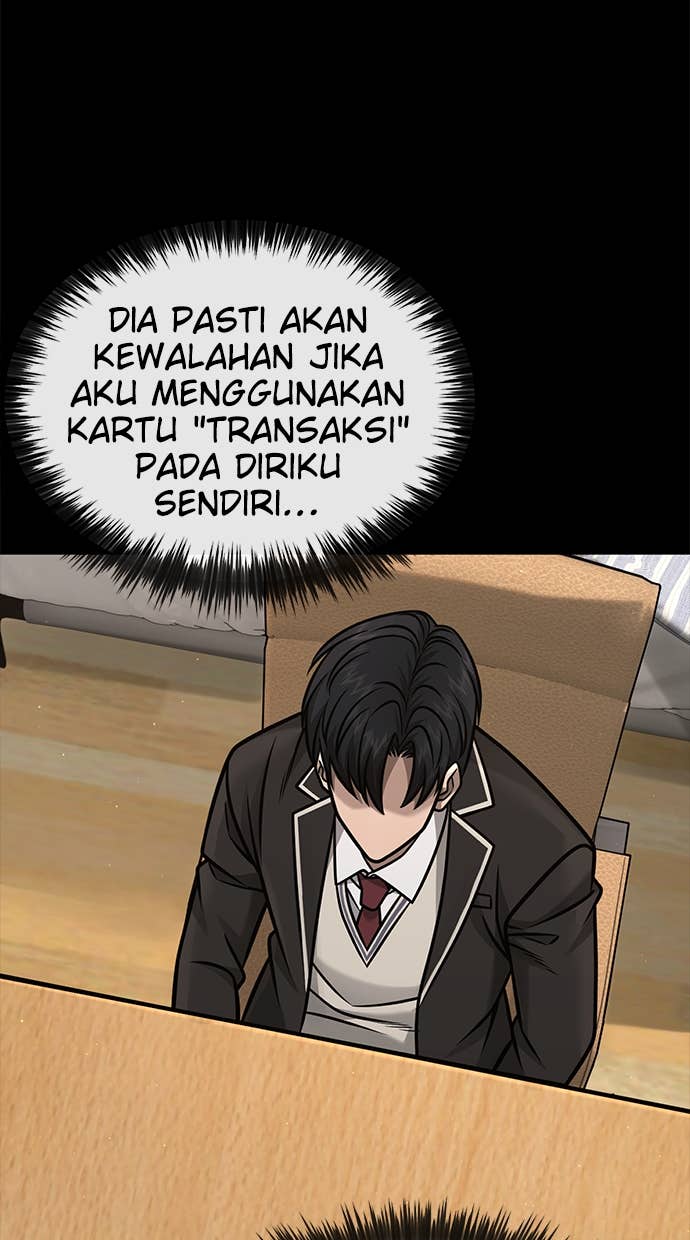 DIA PASTI AKAN
KEWALAHAN JIKA
AKU MENGGUNAKAN
KARTU "TRANSAKSI"
PADA DIRIKU
SENDIRI...